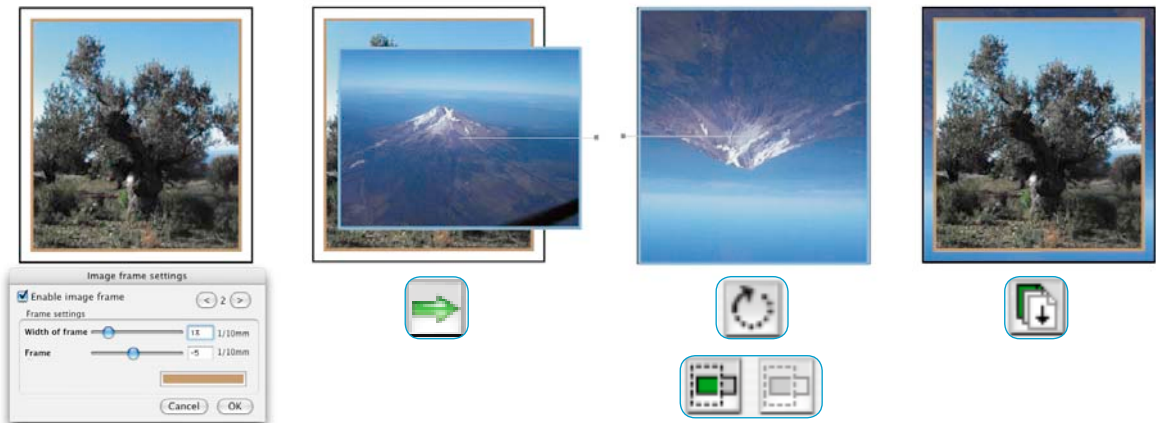 Image frame settings
Enable image frame
< 2 >
Frame settings
Width of frame 1/10mm
Frame -5 1/10mm
Cancel OK